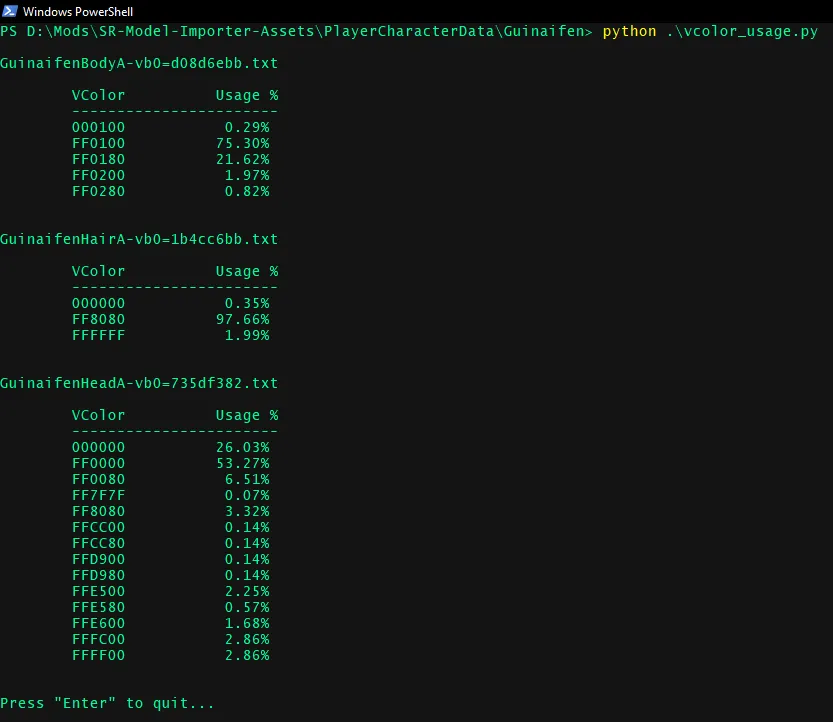 Windows PowerShell
PS D:\Mods\SR-Model-Importer-Assets\PlayerCharacterData\Guinaifen> python .\vcolor_usage.py
GuinaifenBodyA-vb0=d08d6ebb.txt
VColor Usage %
-----------------------
000100 0.29%
FF0100 75.30%
FF0180 21.62%
FF0200 1.97%
FF0280 0.82%
GuinaifenHairA-vb0=1b4cc6bb.txt
VColor Usage %
-----------------------
000000 0.35%
FF8080 97.66%
FFFFFF 1.99%
GuinaifenHeadA-vb0=735df382.txt
VColor Usage %
-----------------------
000000 26.03%
FF0000 53.27%
FF0080 6.51%
FF7F7F 0.07%
FF8080 3.32%
FFCC00 0.14%
FFCC80 0.14%
FFD900 0.14%
FFD980 0.14%
FFE500 2.25%
FFE580 0.57%
FFE600 1.68%
FFFC00 2.86%
FFFF00 2.86%
Press "Enter" to quit...